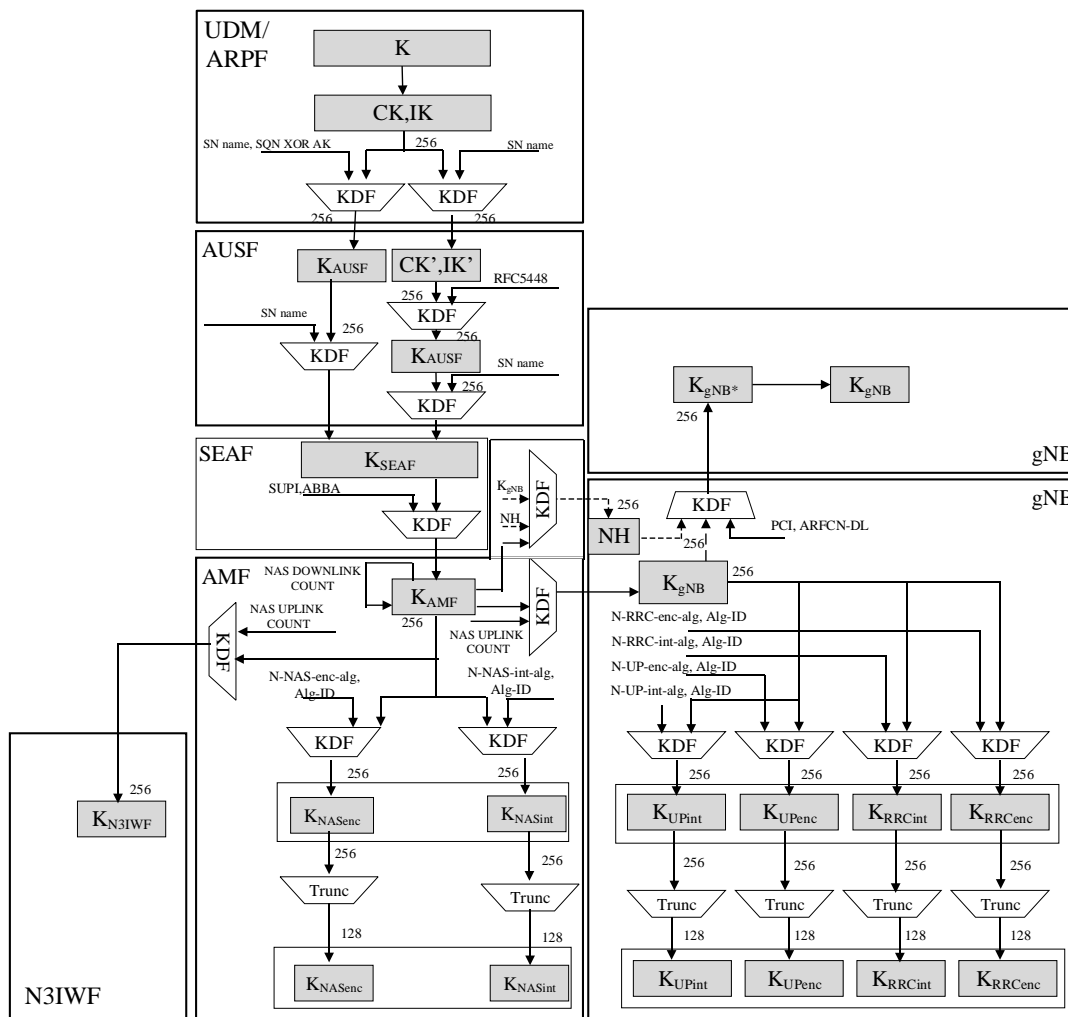 UDM/
ARPF
K
CK,IK
SN name, SQN XOR AK
256
SN name
KDF
KDF
256
256
AUSF
KAUSF
CK’,IK’
RFC5448
256
KDF
SN name
256
256
KDF
KAUSF
SN name
256
KDF
KgNB*
KgNB
256
gNB
SEAF
KSEAF
SUPI,ABBA
KDF
KgNB
NH
KDF
256
NH
KDF
gNB
PCI, ARFCN-DL
256
AMF
NAS DOWNLINK
COUNT
KAMF
256
KDF
NAS UPLINK
COUNT
KgNB
256
NAS UPLINK
COUNT
KDF
N-NAS-enc-alg,
Alg-ID
N-NAS-int-alg,
Alg-ID
N-RRC-enc-alg, Alg-ID
N-RRC-int-alg, Alg-ID
N-UP-enc-alg, Alg-ID
N-UP-int-alg, Alg-ID
KDF
KDF
KDF
KDF
KDF
KDF
256
256
256
256
256
256
256
KN3IWF
KNASenc
KNASint
KUPint
KUPenc
KRRCint
KRRCenc
256
256
256
256
256
256
Trunc
Trunc
Trunc
Trunc
Trunc
Trunc
128
128
128
128
128
128
KNASenc
KNASint
KUPint
KUPenc
KRRCint
KRRCenc
N3IWF